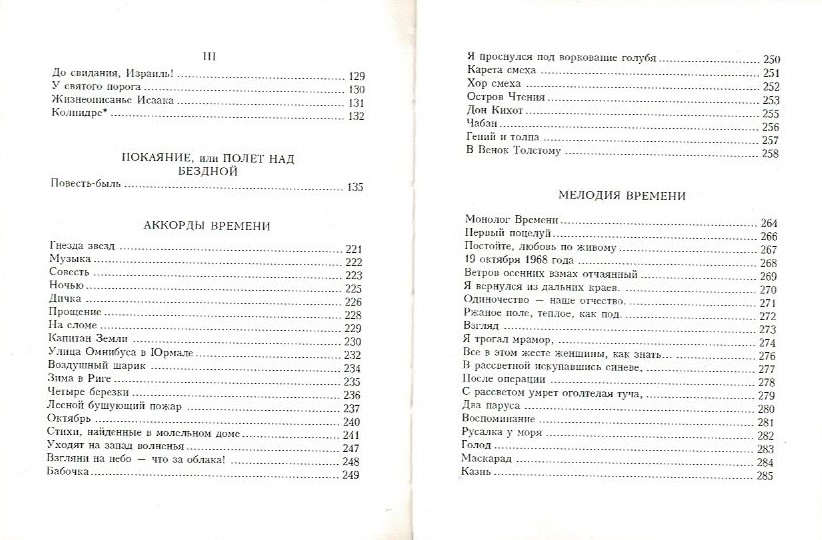 III
До свидания, Израиль! 129
У святого порога 130
Жизнеописанье Исаака 131
Колнидре* 132
ПОКАЯНИЕ, или ПОЛЕТ НАД
БЕЗДНОЙ
Повесть-быль 135
АККОРДЫ ВРЕМЕНИ
Гнезда звезд 221
Музыка 222
Совесть 223
Ночью 225
Дичка 226
Прощение 228
На сломе 229
Капитан Земли 230
Улица Омнибуса в Юрмале 232
Воздушный шарик 234
Зима в Риге 235
Четыре березки 236
Лесной бушующий пожар 237
Октябрь 240
Стихи, найденные в молельном доме 241
Уходят на запад волненья 247
Взгляни на небо — что за облака! 248
Бабочка 249
Я проснулся под воркование голубя 250
Карета смеха 251
Хор смеха 252
Остров Чтения 253
Дон Кихот 255
Чабан 256
Гений и толпа 257
В Венок Толстому 258
МЕЛОДИЯ ВРЕМЕНИ
Монолог Времени 264
Первый поцелуй 266
Постойте, любовь по живому 267
19 октября 1968 года 268
Ветров осенних взмах отчаянный 269
Я вернулся из дальних краев. 270
Одиночество — наше отчество. 271
Ржаное поле, теплое, как под. 272
Взгляд 273
Я трогал мрамор, 274
Все в этом жесте женщины, как знать... 276
В рассветной искупавшись синеве, 277
После операции 278
С рассветом умрет оголтелая туча, 279
Два паруса 280
Воспоминание 281
Русалка у моря 282
Голод 283
Маскарад 284
Казнь 285